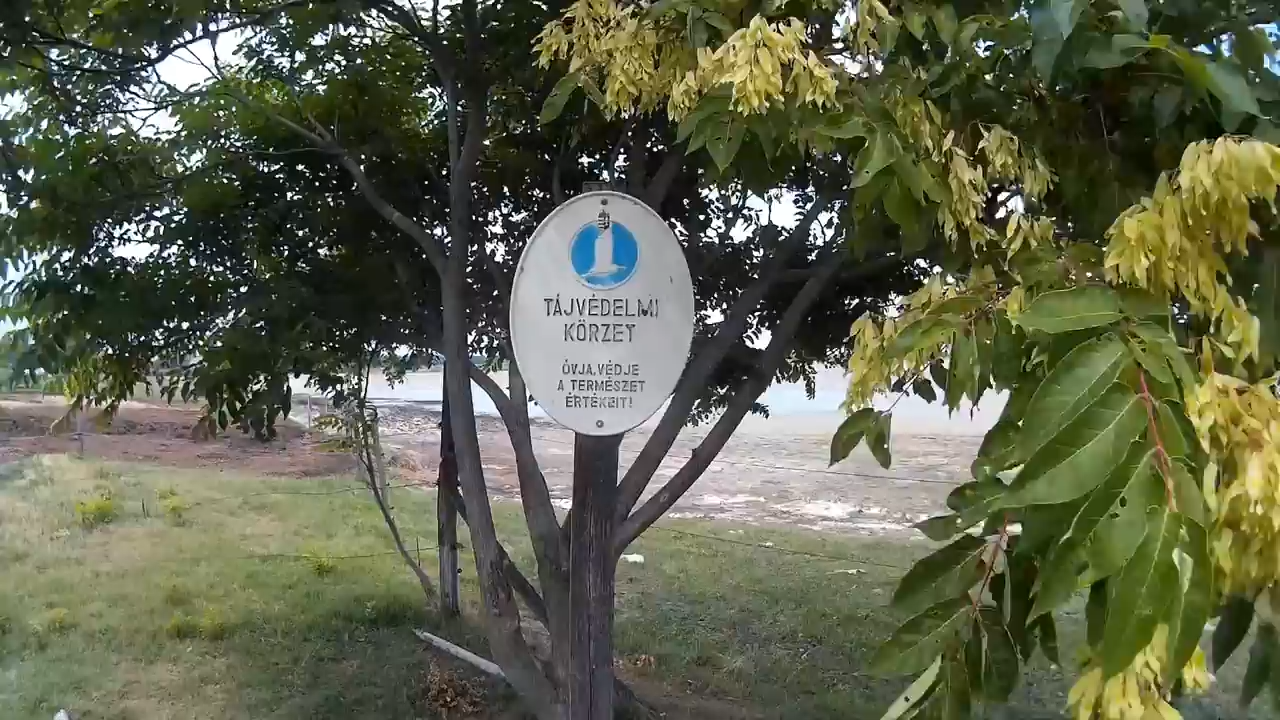 TÁJVÉDELMI
KÖRZET
ÓVJA,VÉDJE
A TERMÉSZET
ÉRTÉKEIT!